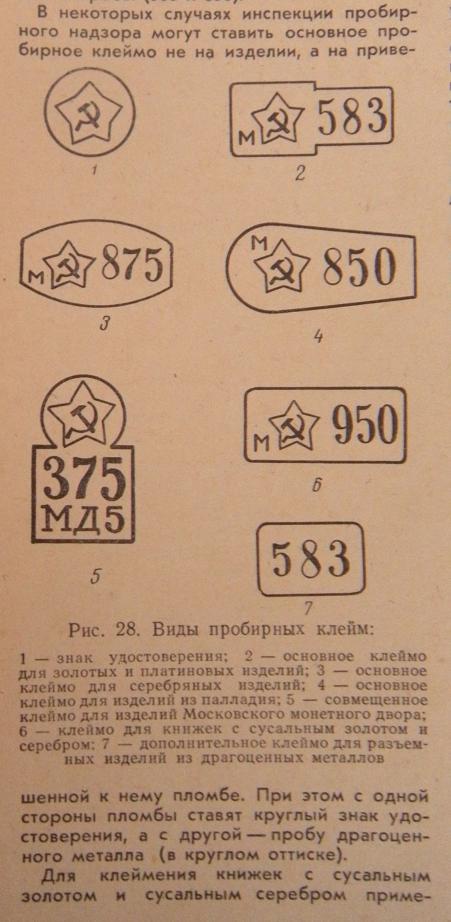 В некоторых случаях инспекции пробир-
ного надзора могут ставить основное про-
бирное клеймо не на изделии, а на приве-
1
М 583
2
М 875
3
М 850
4
375
МД5
5
М 950
6
583
7
Рис. 28. Виды пробирных клейм:
1 — знак удостоверения; 2 — основное клеймо
для золотых и платиновых изделий; 3 — основное
клеймо для серебряных изделий; 4 — основное
клеймо для изделий из палладия; 5 — совмещенное
клеймо для изделий Московского монетного двора;
6 — клеймо для книжек с сусальным золотом и
серебром; 7 — дополнительное клеймо для разъем-
ных изделий из драгоценных металлов
шенной к нему пломбе. При этом с одной
стороны пломбы ставят круглый знак удо-
стоверения, а с другой — пробу драгоцен-
ного металла (в круглом оттиске).
Для клеймения книжек с сусальным
золотом и сусальным серебром приме-